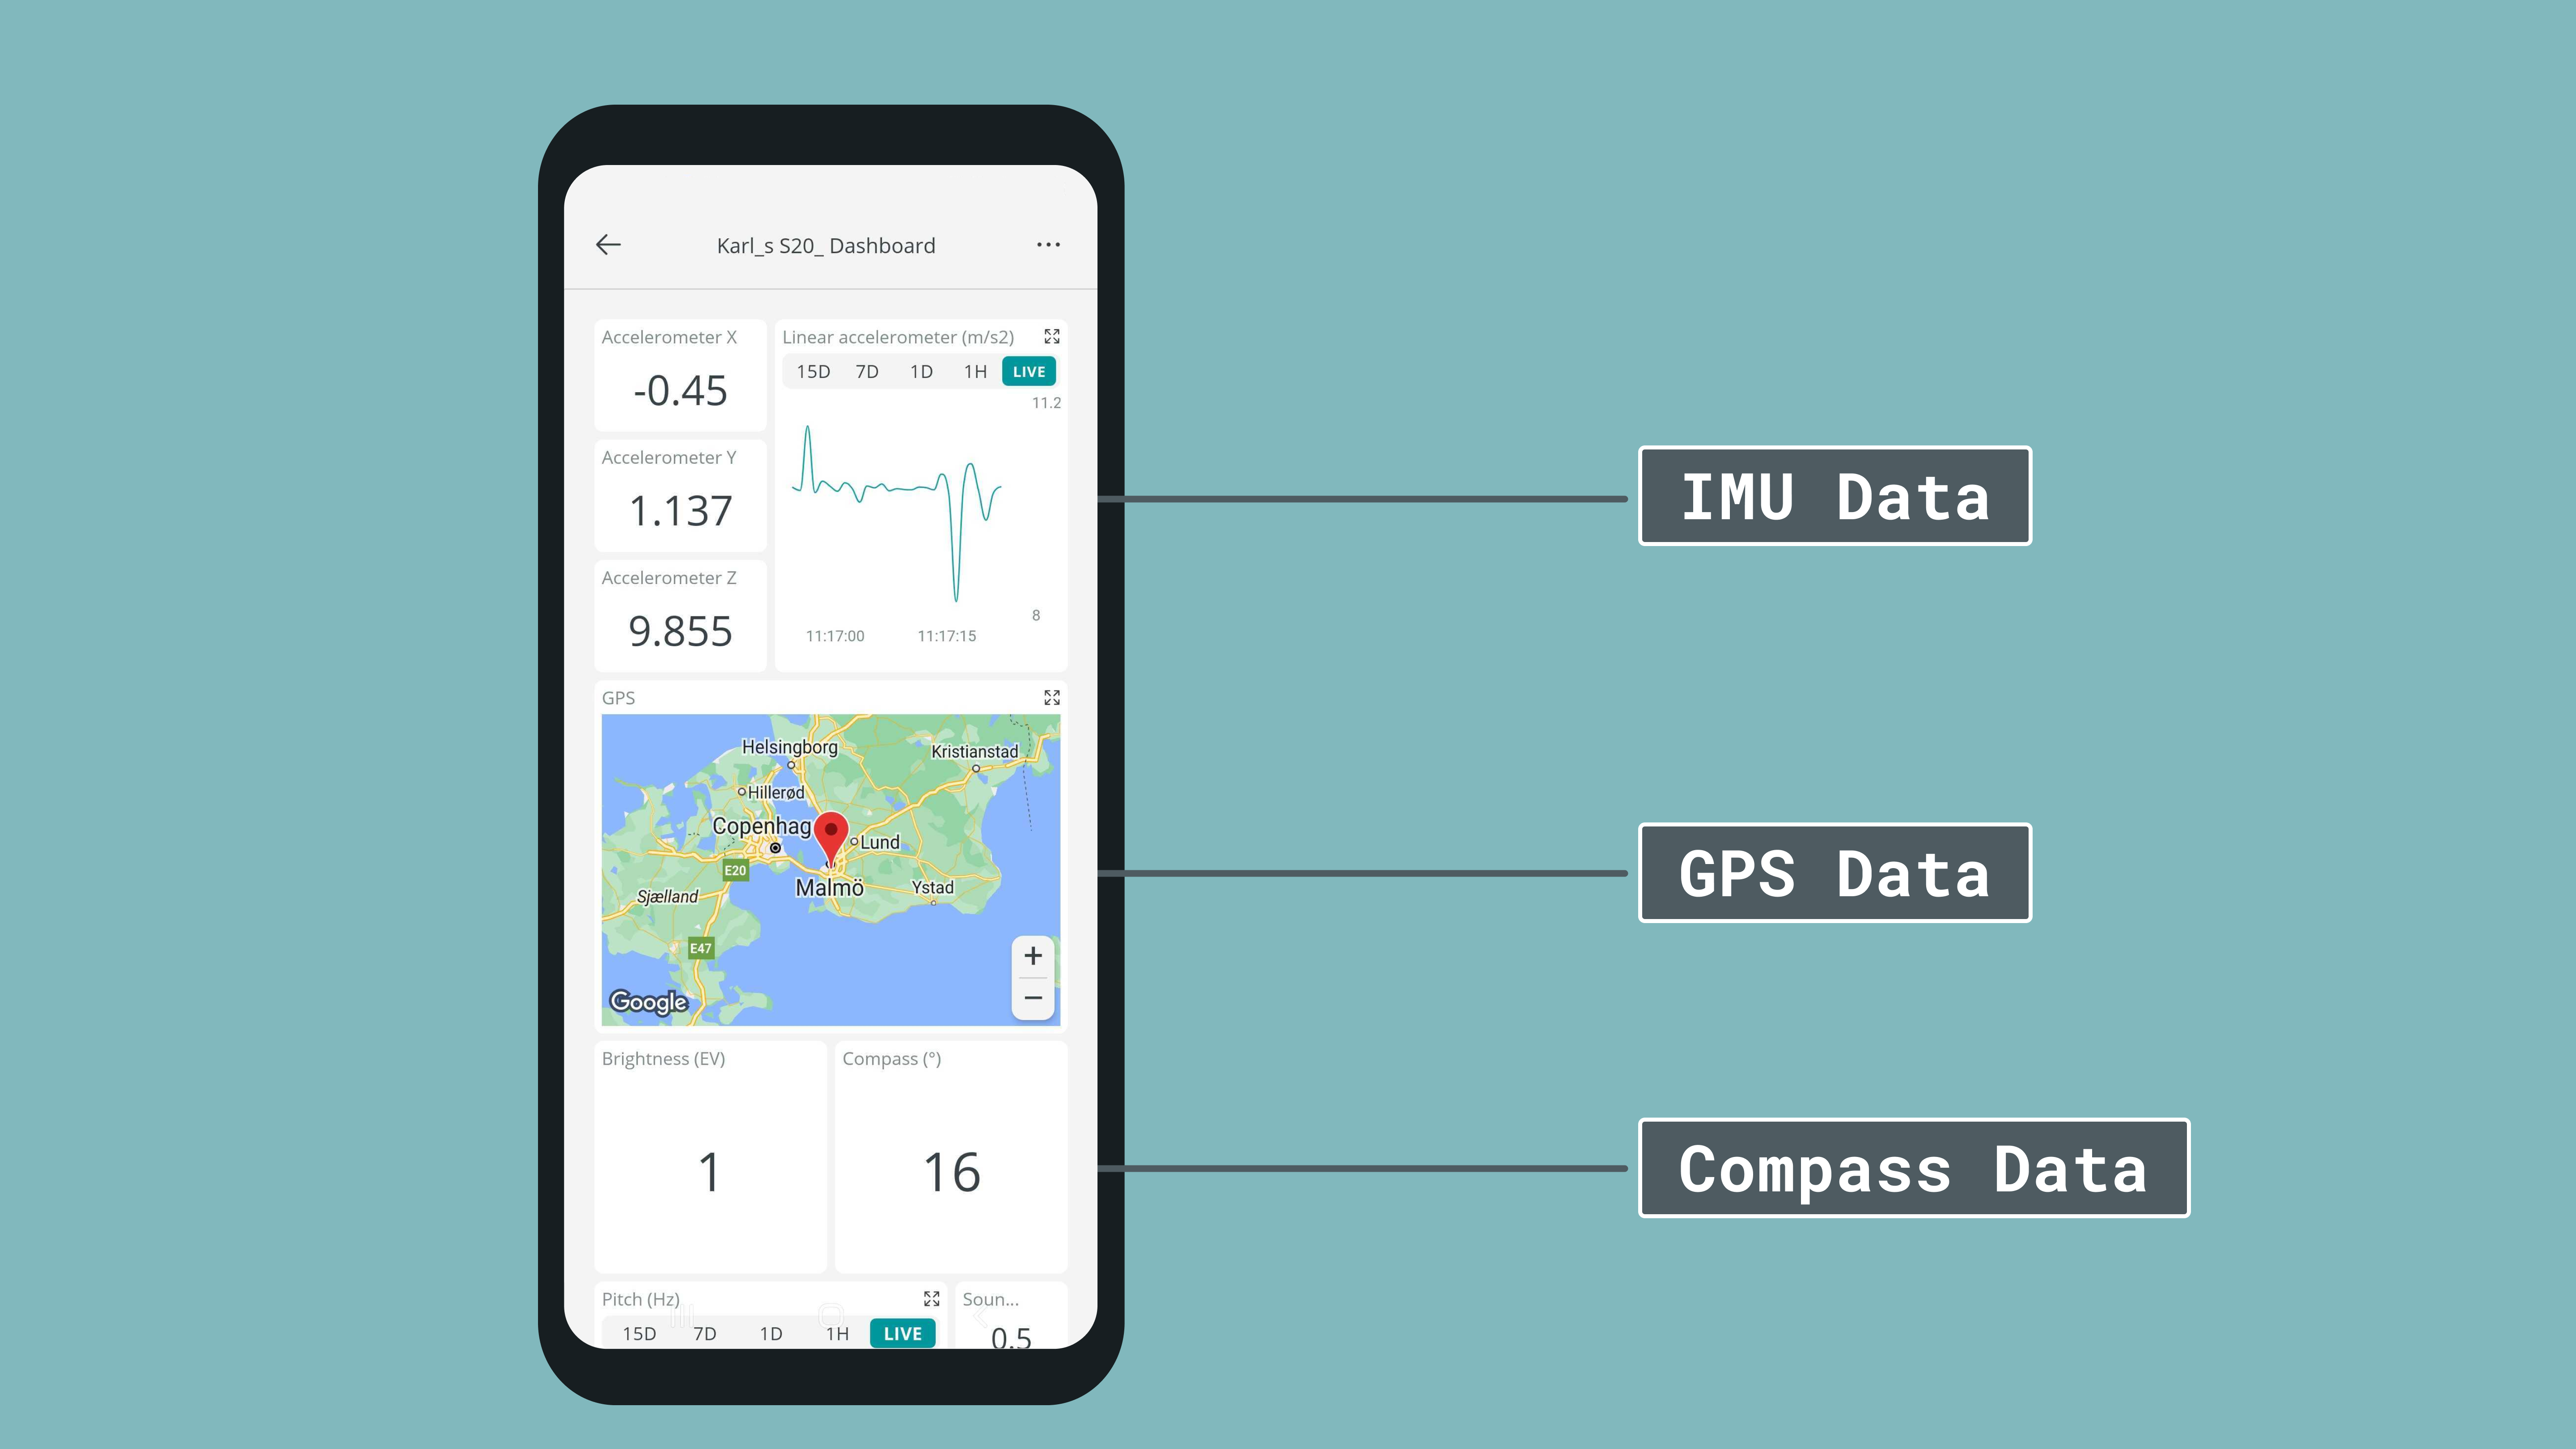 Karl_s S20_ Dashboard
Accelerometer X
-0.45
Accelerometer Y
1.137
Accelerometer Z
9.855
Linear accelerometer (m/s2)
15D 7D 1D 1H LIVE
11.2
8
11:17:00 11:17:15
IMU Data
GPS
Helsingborg
Kristianstad
Hillerød
Copenhag
Lund
E20
Malmö
Ystad
Sjælland
E47
Google
GPS Data
Brightness (EV)
1
Compass (°)
16
Compass Data
Pitch (Hz)
15D 7D 1D 1H LIVE
Soun...
0.5